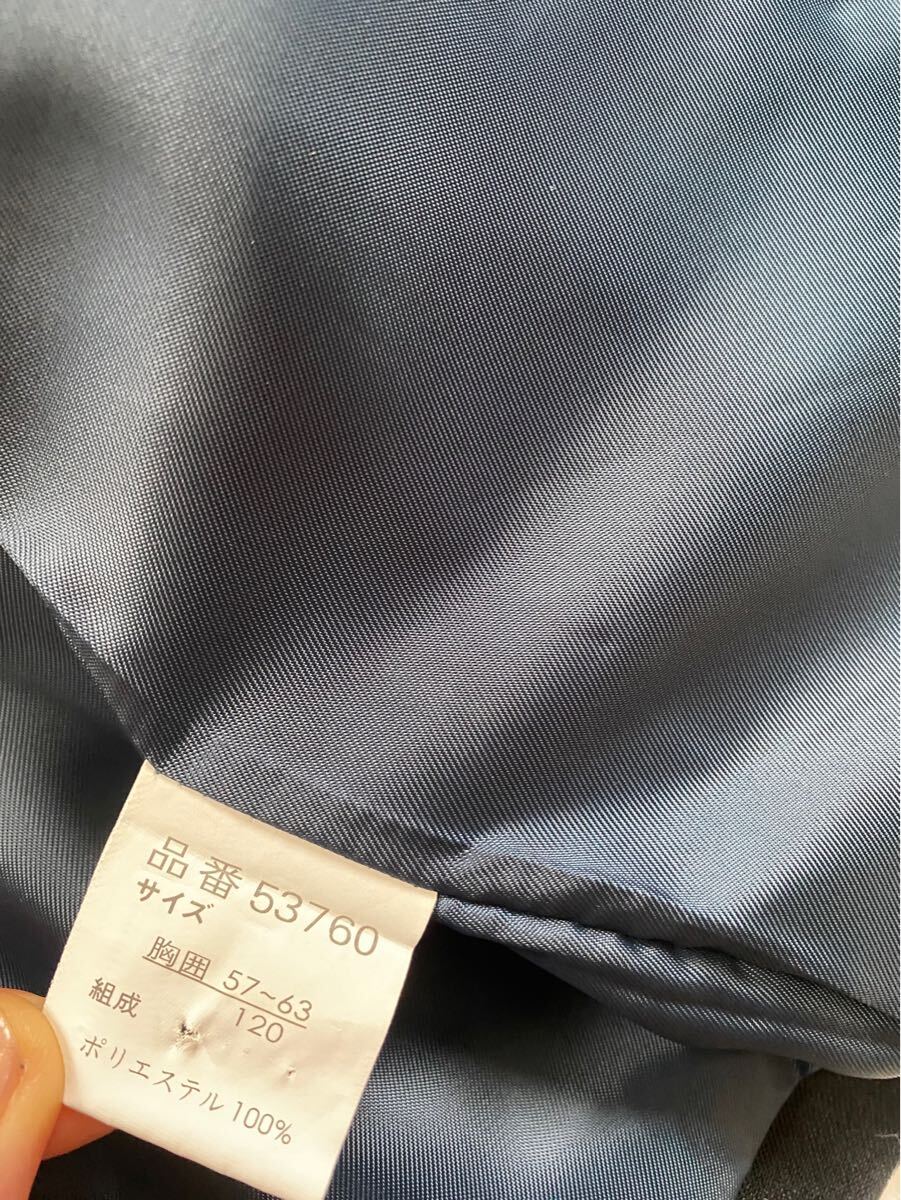 品番 53760
サイズ
胸囲 57~63
120
組成
ポリエステル 100%